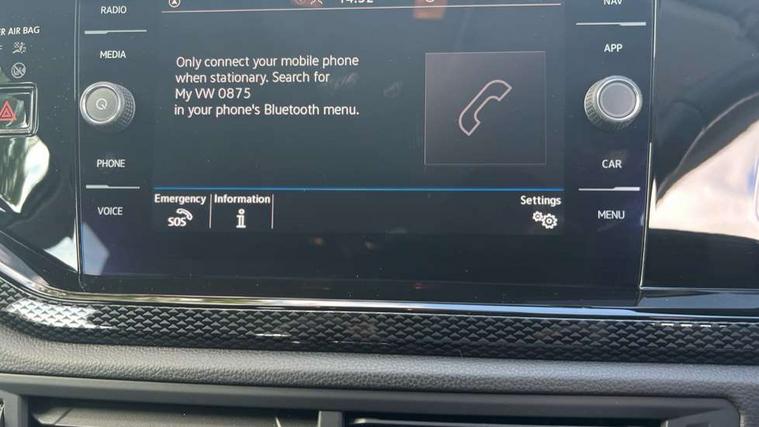 RADIO
NAV
R AIR BAG
MEDIA
APP
Only connect your mobile phone
when stationary. Search for
My VW 0875
in your phone's Bluetooth menu.
PHONE
CAR
Emergency
Information
Settings
SOS
VOICE
MENU